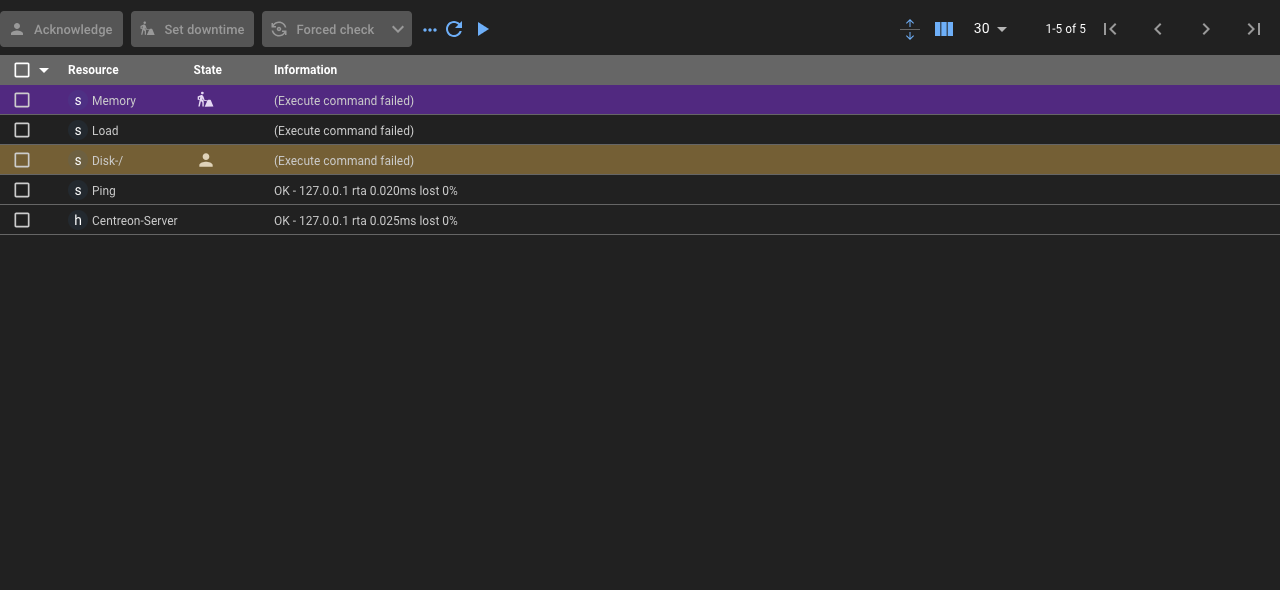 Acknowledge Set downtime Forced check 30 1-5 of 5
Resource State Information
s Memory (Execute command failed)
s Load (Execute command failed)
s Disk-/ (Execute command failed)
s Ping OK - 127.0.0.1 rta 0.020ms lost 0%
h Centreon-Server OK - 127.0.0.1 rta 0.025ms lost 0%